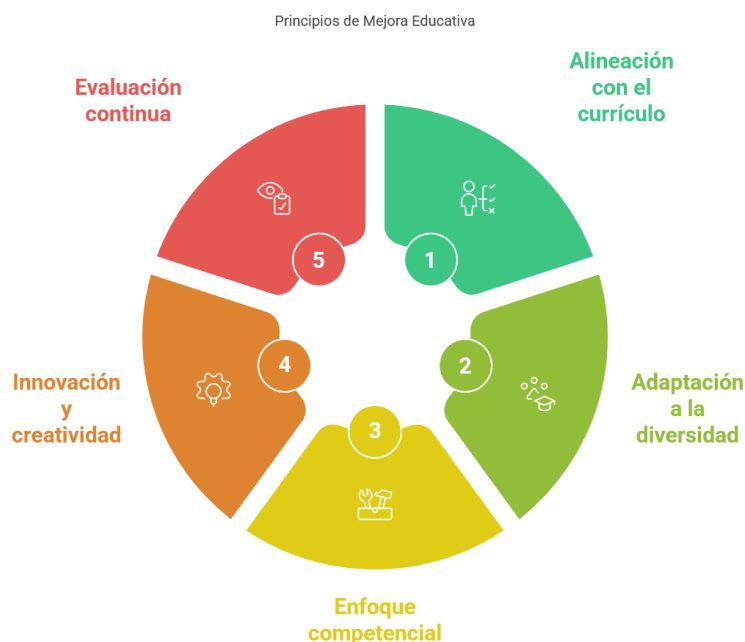 Principios de Mejora Educativa
Alineación
con el
currículo
Evaluación
continua
5
1
4
2
3
Innovación
y
creatividad
Adaptación
a la
diversidad
Enfoque
competencial